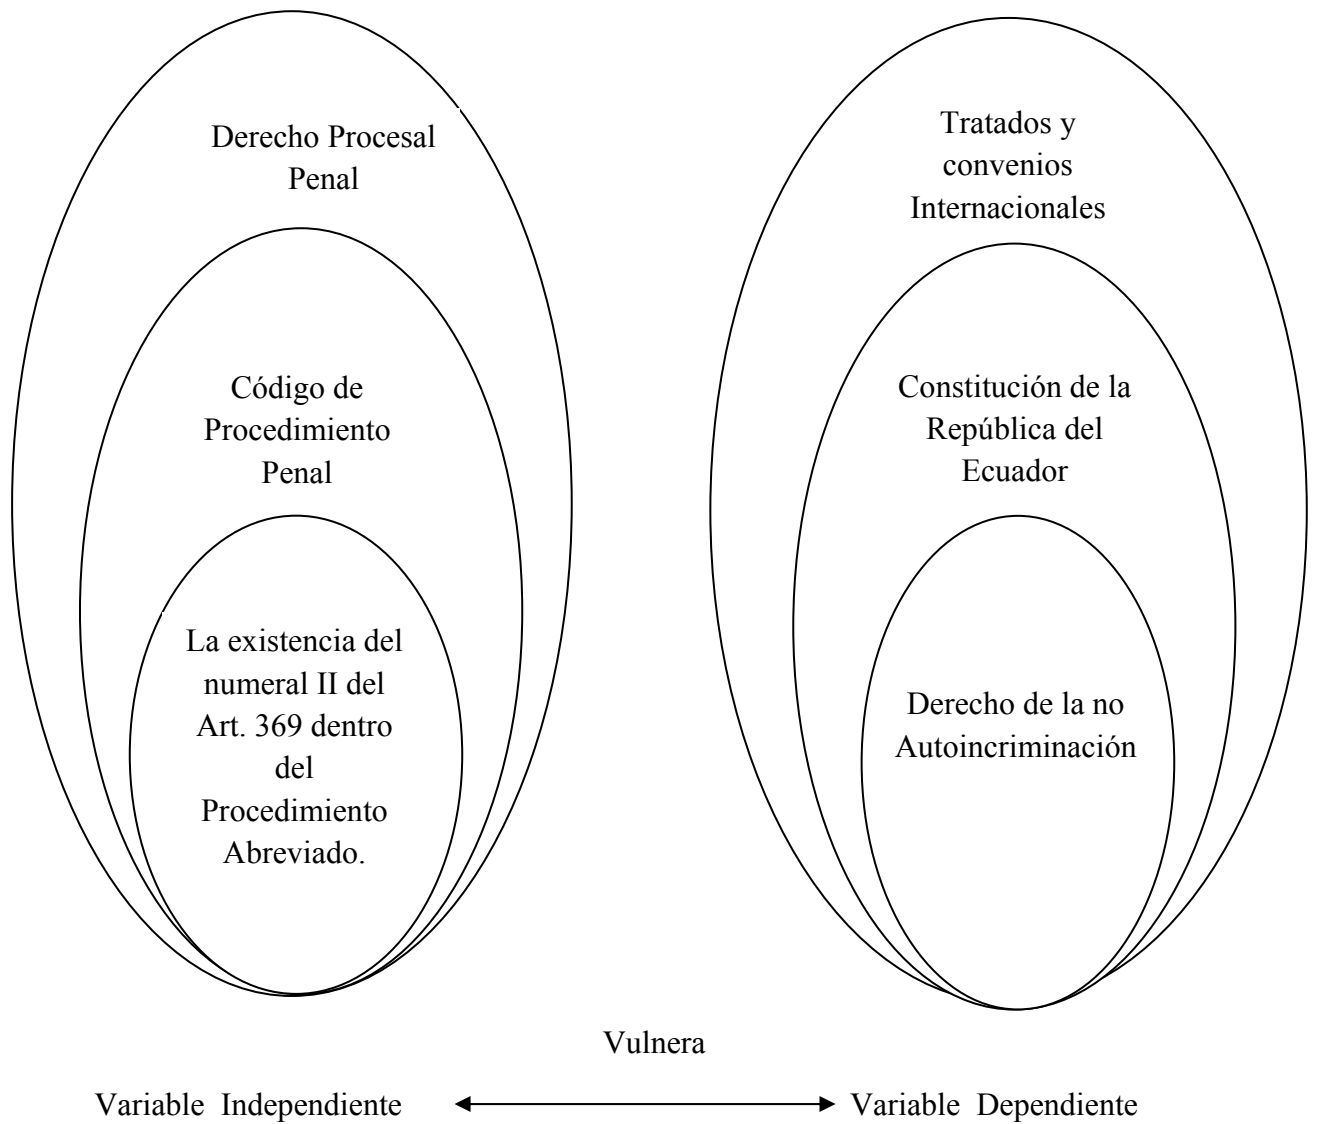 Derecho Procesal
Penal
Código de
Procedimiento
Penal
La existencia del
numeral II del
Art. 369 dentro
del
Procedimiento
Abreviado.
Tratados y
convenios
Internacionales
Constitución de la
República del
Ecuador
Derecho de la no
Autoincriminación
Vulnera
Variable Independiente
Variable Dependiente